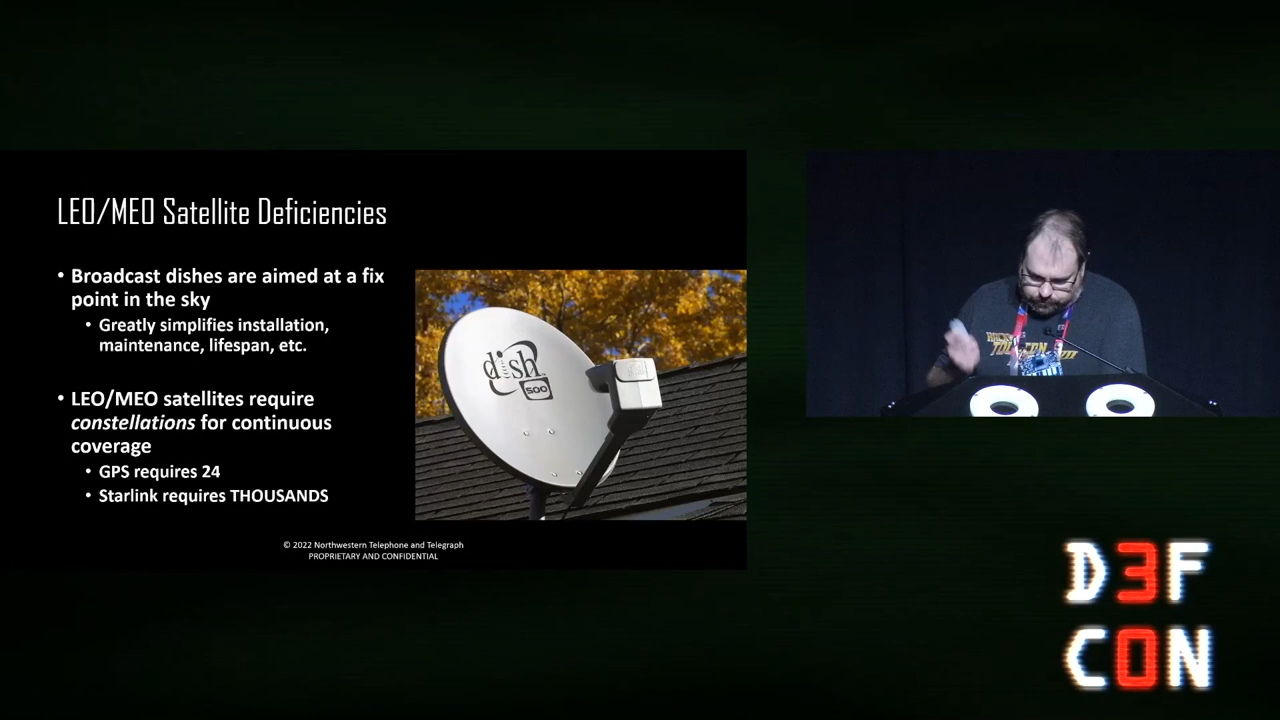 LEO/MEO Satellite Deficiencies
• Broadcast dishes are aimed at a fix
point in the sky
• Greatly simplifies installation,
maintenance, lifespan, etc.
• LEO/MEO satellites require
constellations for continuous
coverage
• GPS requires 24
• Starlink requires THOUSANDS
dish
500
© 2022 Northwestern Telephone and Telegraph
PROPRIETARY AND CONFIDENTIAL
D3F
C0N